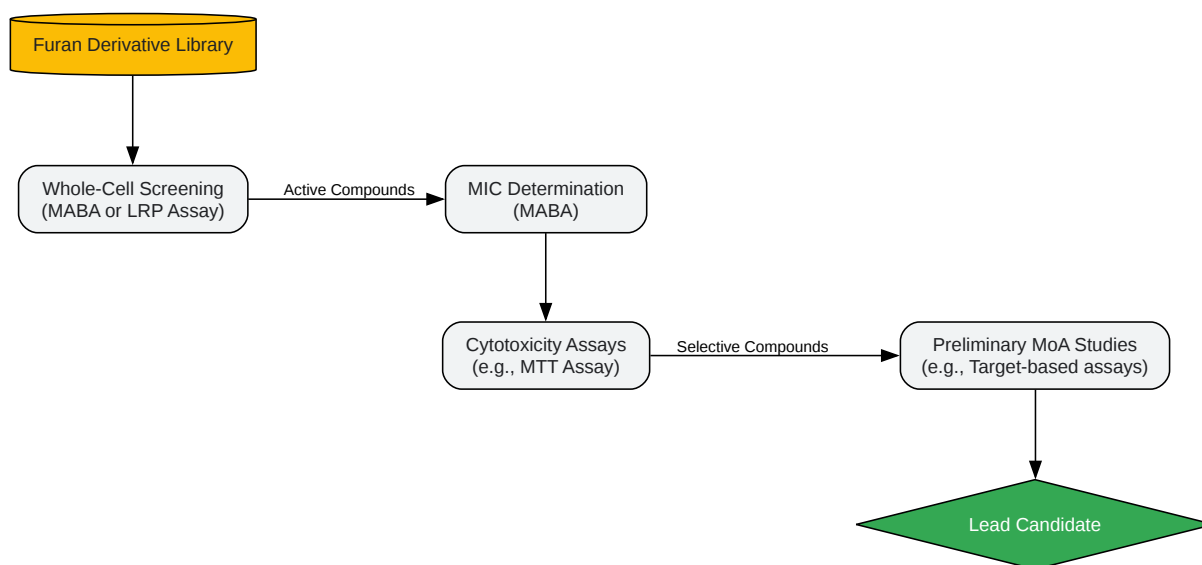 Furan Derivative Library
Whole-Cell Screening
(MABA or LRP Assay)
Active Compounds
MIC Determination
(MABA)
Cytotoxicity Assays
(e.g., MTT Assay)
Selective Compounds
Preliminary MoA Studies
(e.g., Target-based assays)
Lead Candidate